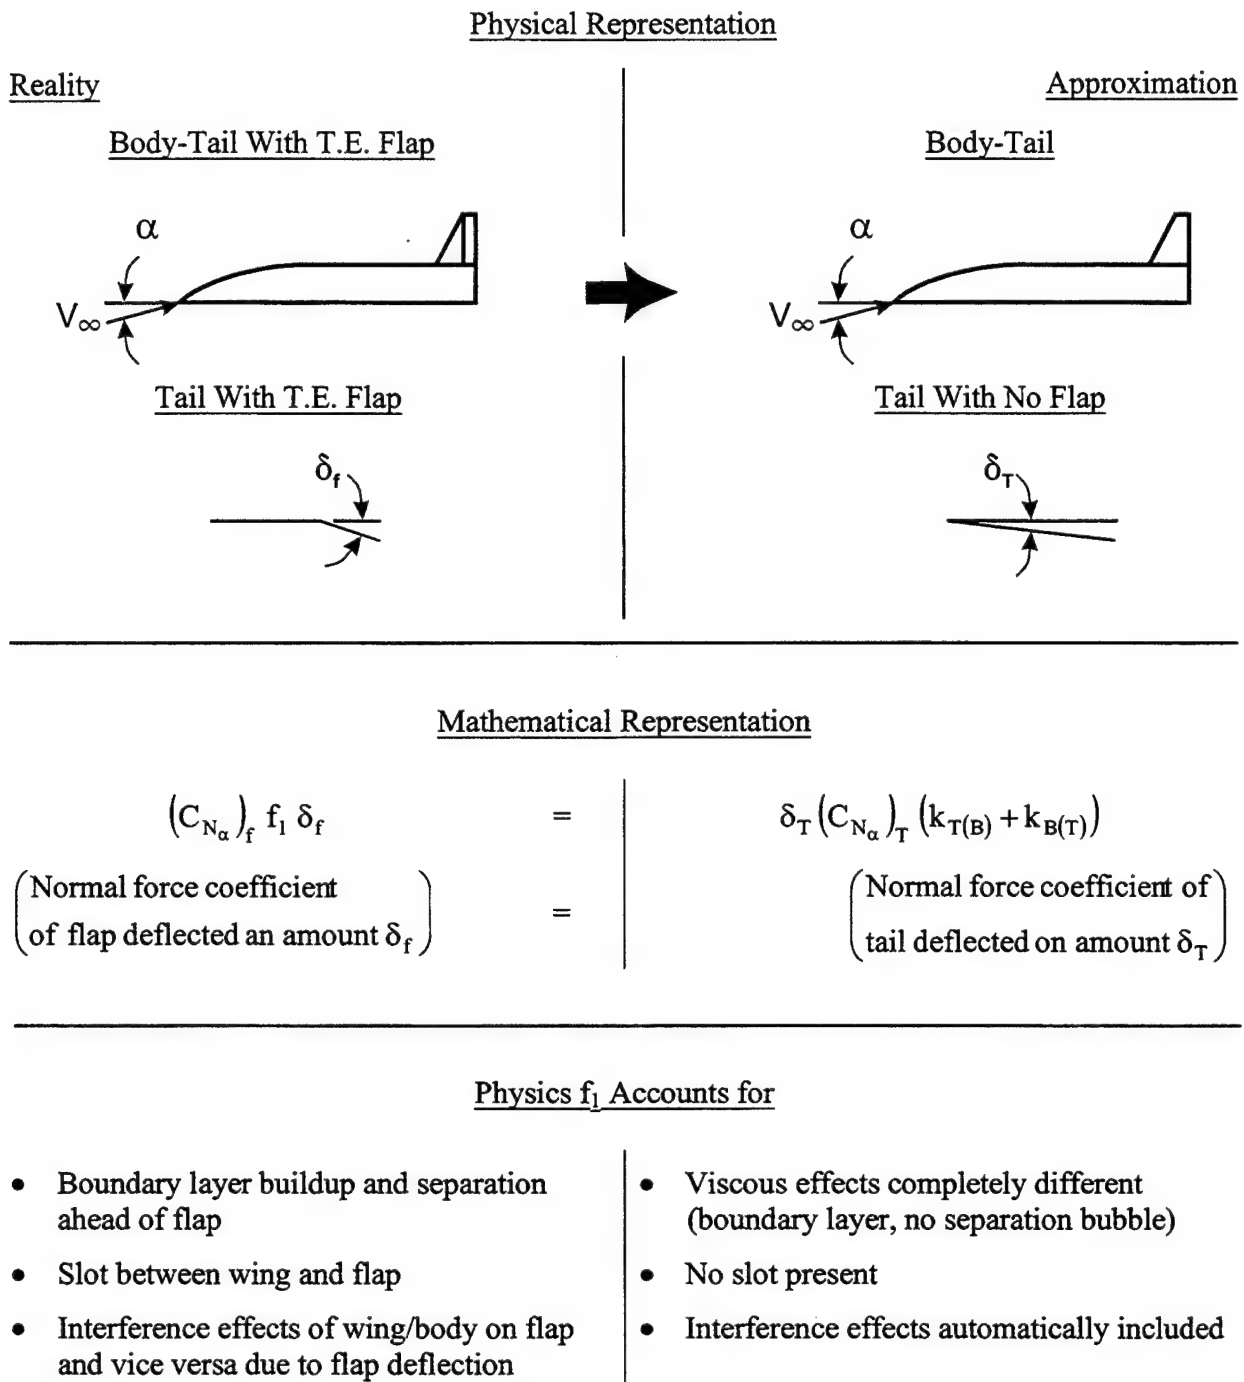 Physical Representation
Reality
Approximation
Body-Tail With T.E. Flap
Body-Tail
α
α
V∞
V∞
Tail With T.E. Flap
Tail With No Flap
δf
δT
Mathematical Representation
(CNα)f f1 δf = δT (CNα)T (kT(B) + kB(T))
(Normal force coefficient
of flap deflected an amount δf)
=
(Normal force coefficient of
tail deflected on amount δT)
Physics f1 Accounts for
• Boundary layer buildup and separation
ahead of flap
• Slot between wing and flap
• Interference effects of wing/body on flap
and vice versa due to flap deflection
• Viscous effects completely different
(boundary layer, no separation bubble)
• No slot present
• Interference effects automatically included